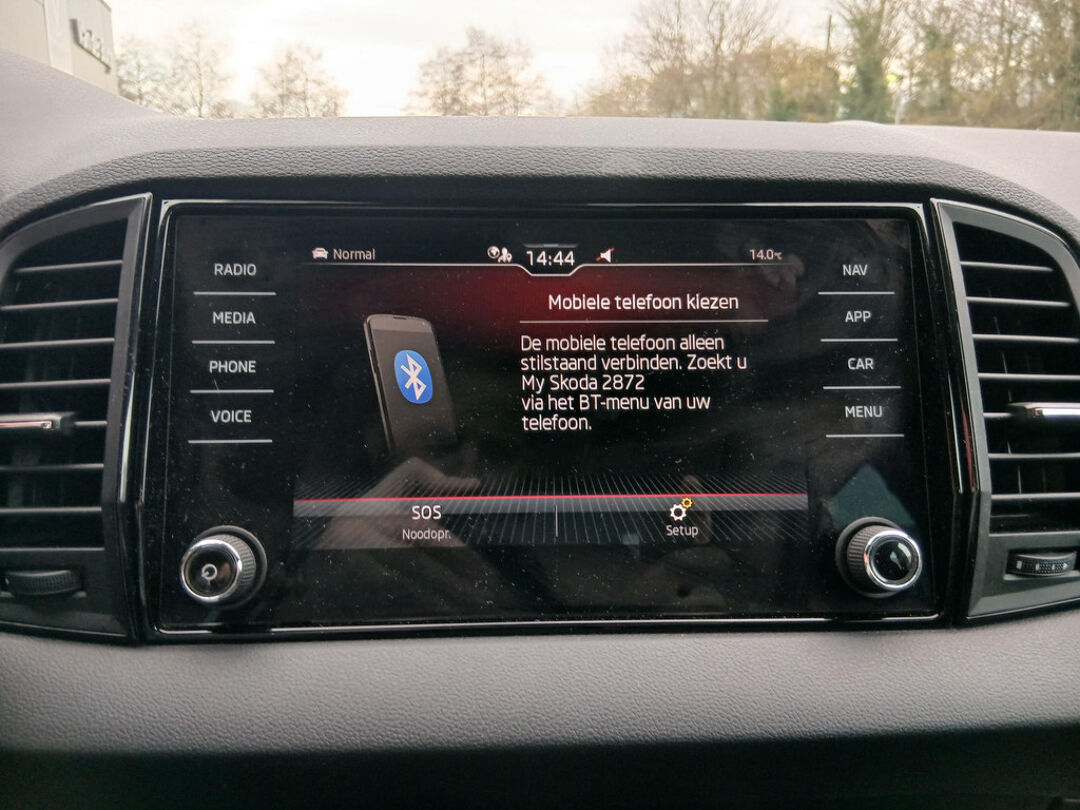 Normal
14:44
14.0°C
RADIO
MEDIA
PHONE
VOICE
NAV
APP
CAR
MENU
Mobiele telefoon kiezen
De mobiele telefoon alleen
stilstaand verbinden. Zoekt u
My Skoda 2872
via het BT-menu van uw
telefoon.
SOS
Noodopr.
Setup